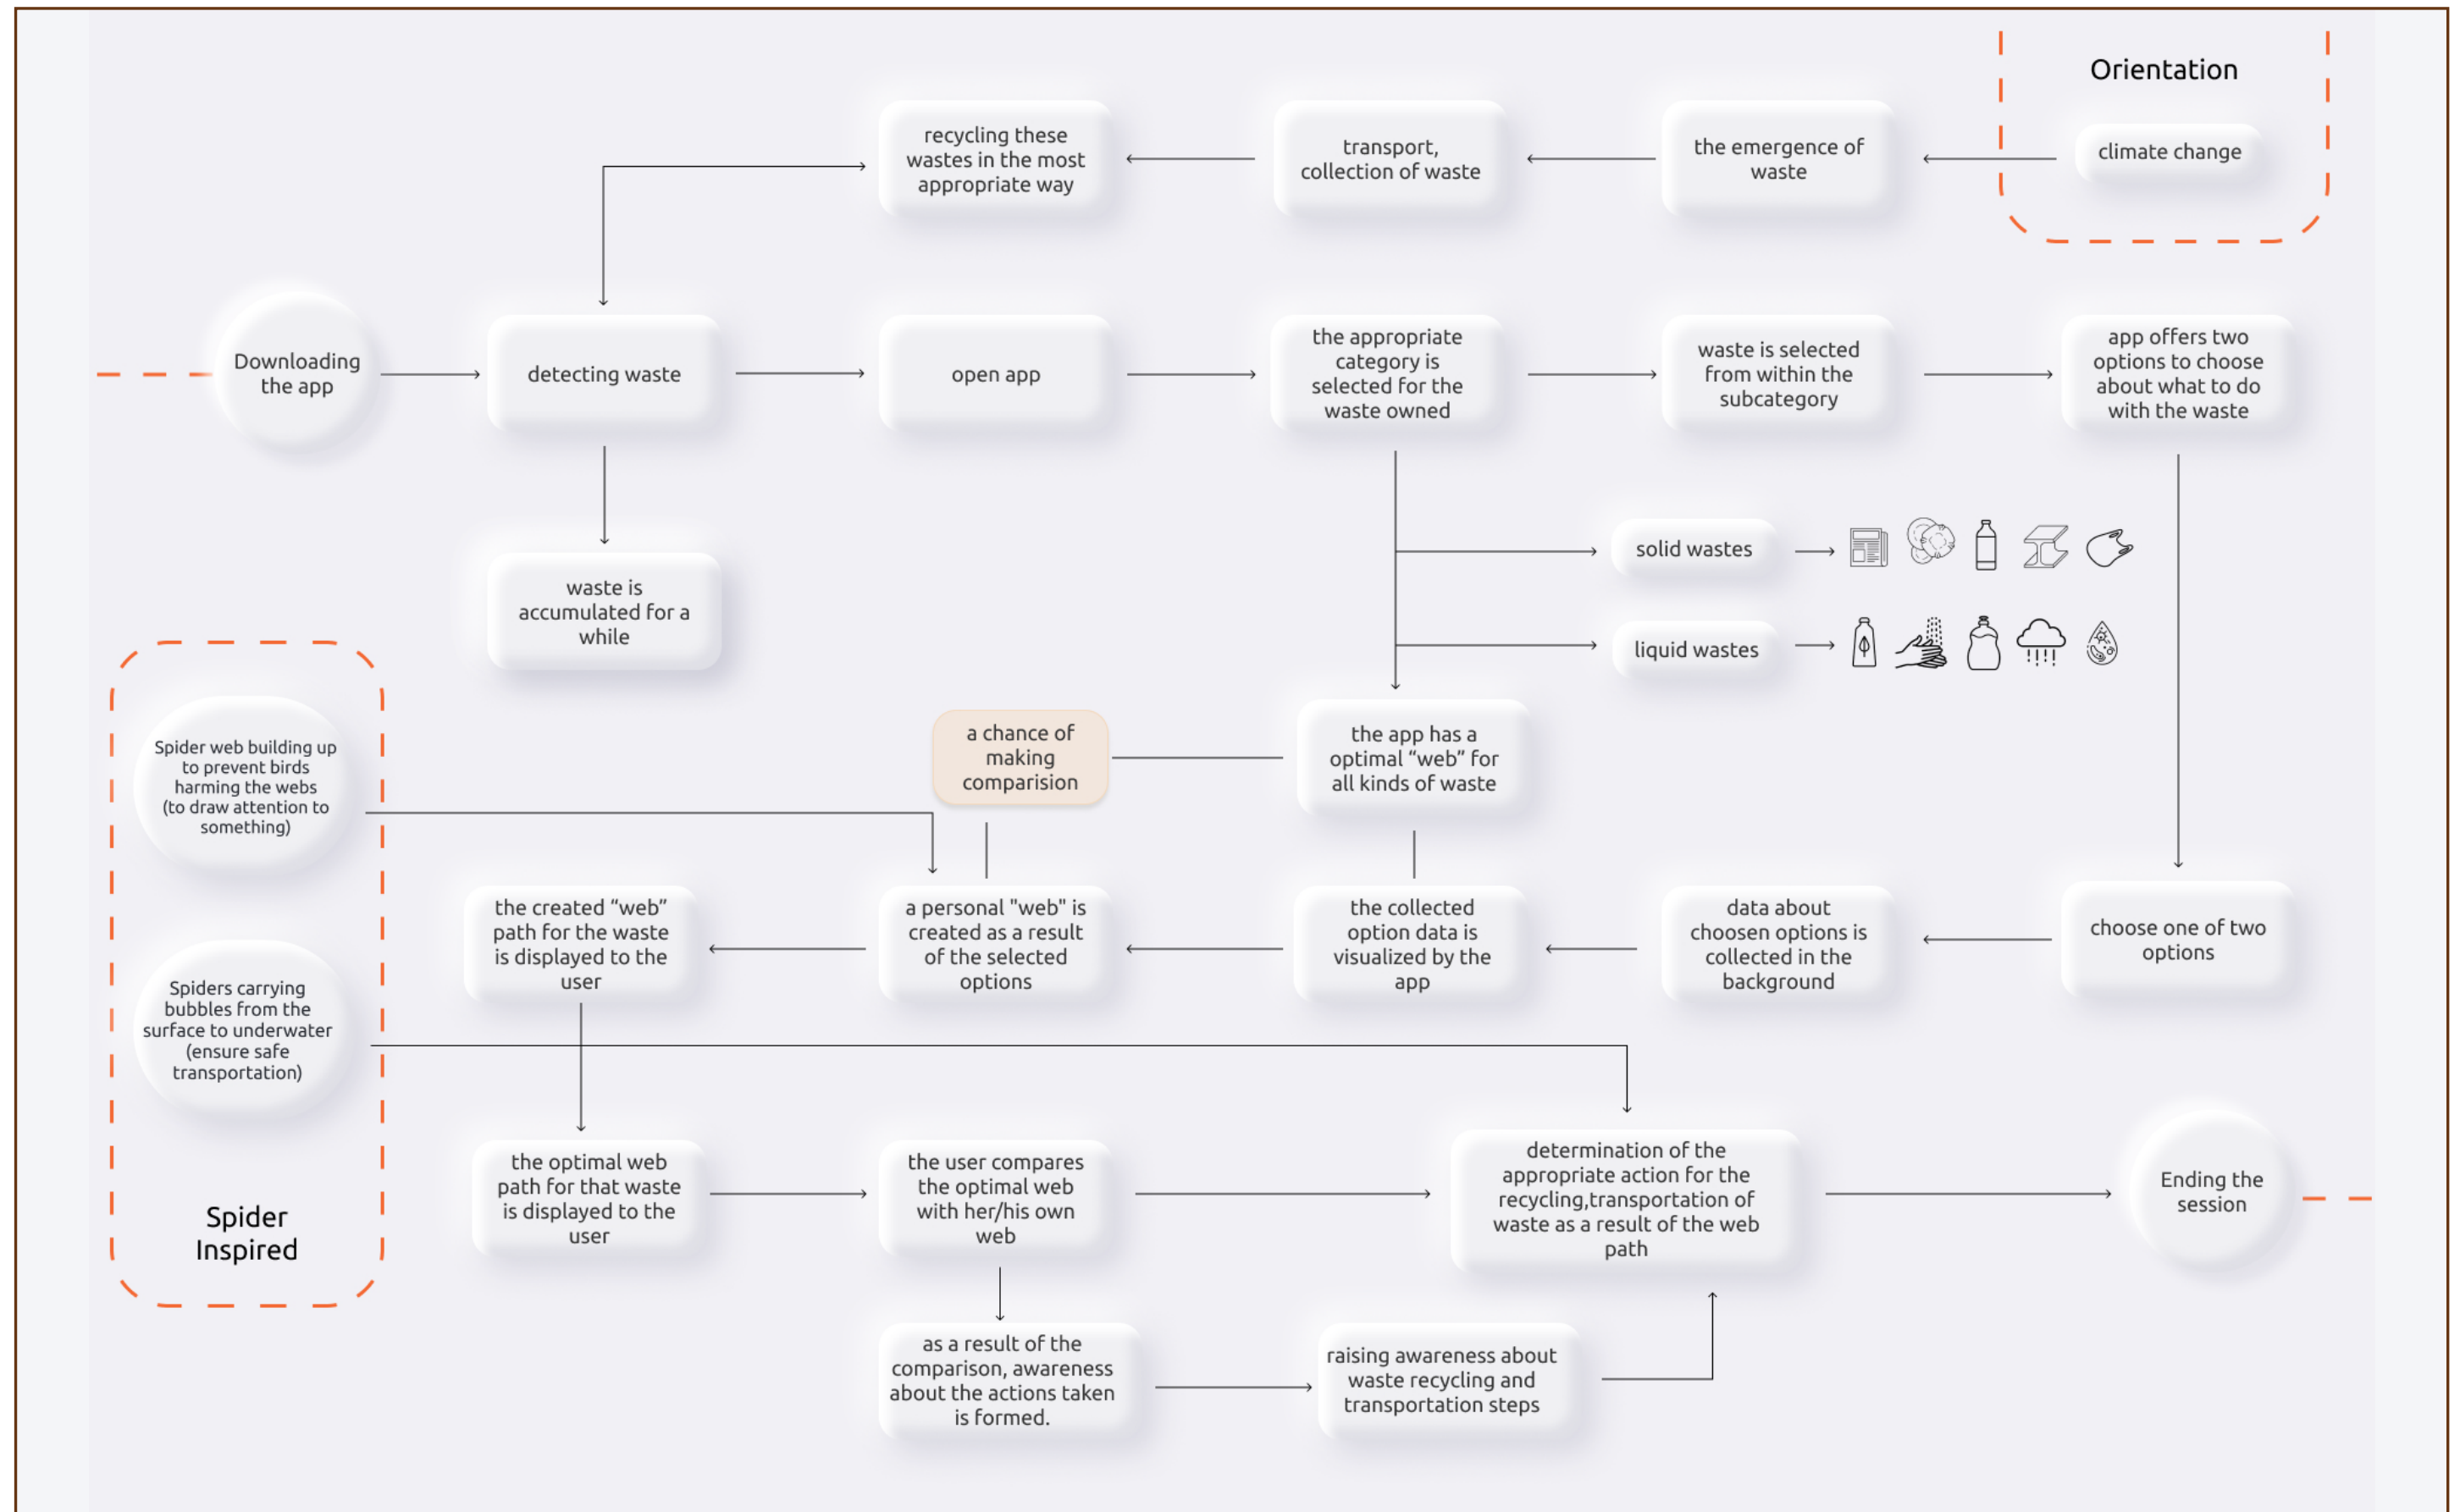 Orientation
recycling these
wastes in the most
appropriate way
transport,
collection of waste
the emergence of
waste
climate change
Downloading
the app
detecting waste
open app
the appropriate
category is
selected for the
waste owned
waste is selected
from within the
subcategory
app offers two
options to choose
about what to do
with the waste
solid wastes
waste is
accumulated for a
while
liquid wastes
Spider web building up
to prevent birds
harming the webs
(to draw attention to
something)
a chance of
making
comparision
the app has a
optimal “web” for
all kinds of waste
the created “web”
path for the waste
is displayed to the
user
a personal "web" is
created as a result
of the selected
options
the collected
option data is
visualized by the
app
data about
choosen options is
collected in the
background
choose one of two
options
Spiders carrying
bubbles from the
surface to underwater
(ensure safe
transportation)
Spider
Inspired
the optimal web
path for that waste
is displayed to the
user
the user compares
the optimal web
with her/his own
web
determination of the
appropriate action for the
recycling,transportation of
waste as a result of the web
path
Ending the
session
as a result of the
comparison, awareness
about the actions taken
is formed.
raising awareness about
waste recycling and
transportation steps